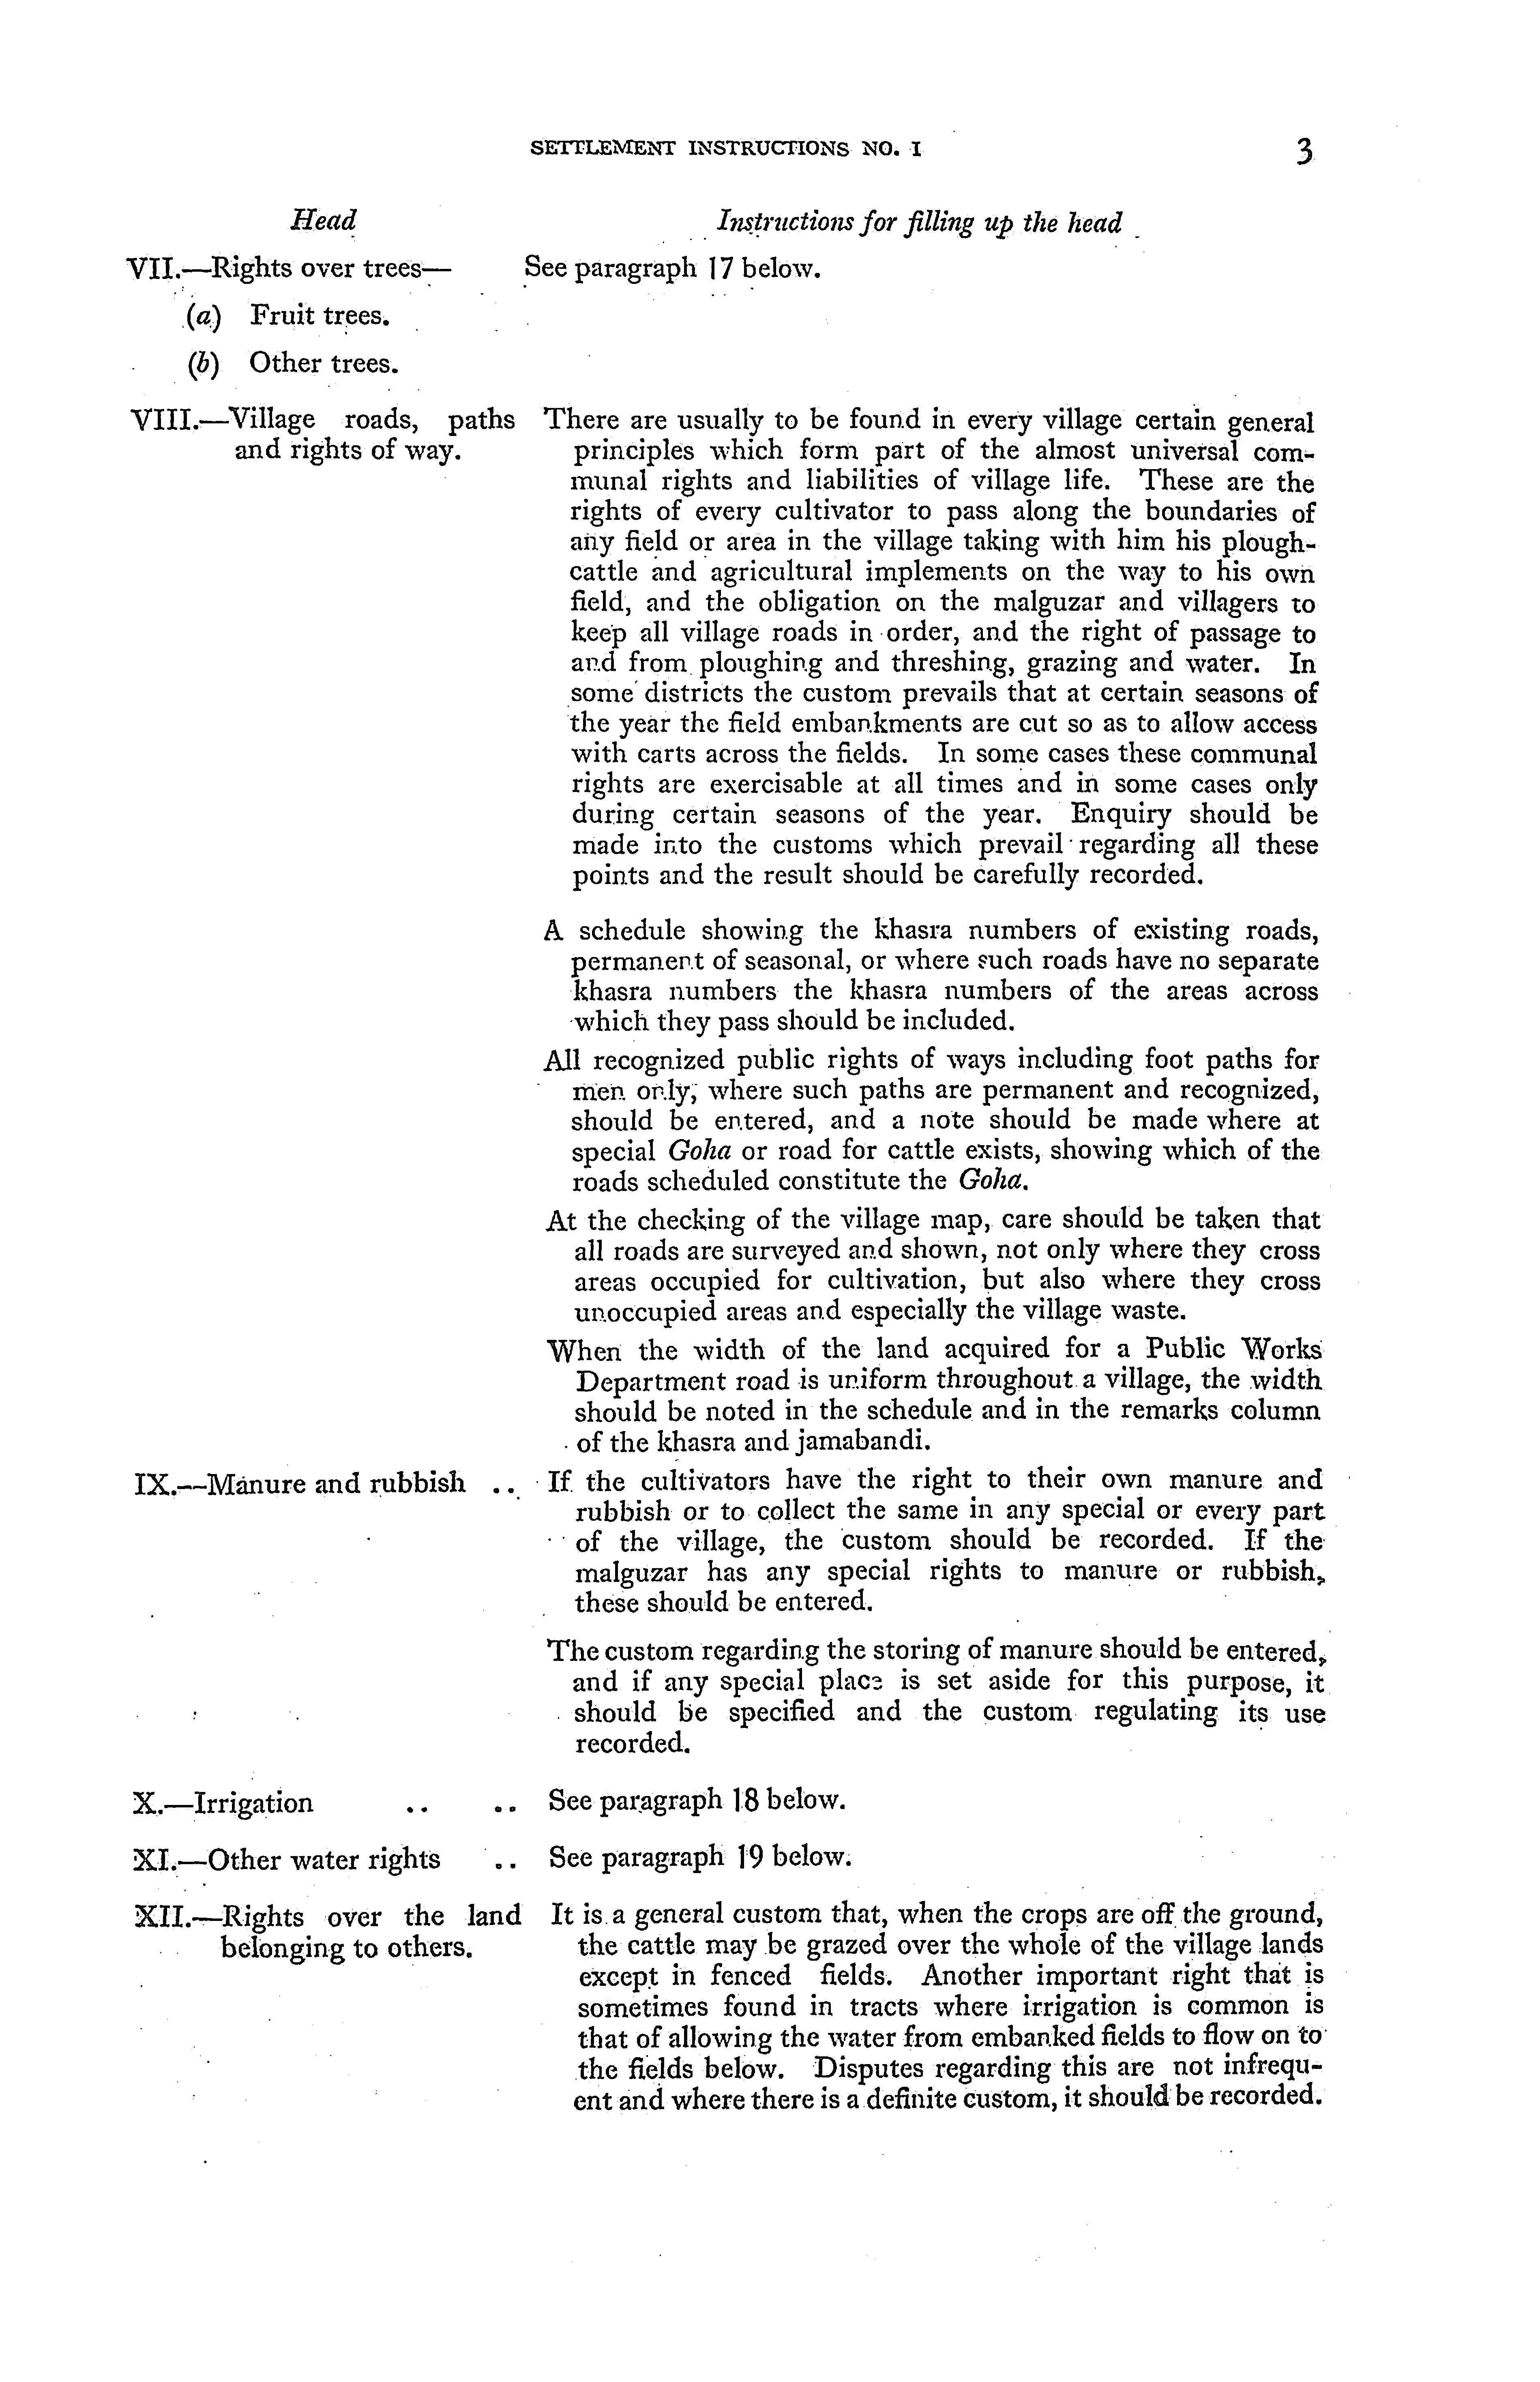 SETTLEMENT INSTRUCTIONS NO. I 3
Head Instructions for filling up the head
VII.—Rights over trees— See paragraph 17 below.
(a) Fruit trees.
(b) Other trees.
VIII.—Village roads, paths There are usually to be found in every village certain general
and rights of way. principles which form part of the almost universal com-
munal rights and liabilities of village life. These are the
rights of every cultivator to pass along the boundaries of
any field or area in the village taking with him his plough-
cattle and agricultural implements on the way to his own
field, and the obligation on the malguzar and villagers to
keep all village roads in order, and the right of passage to
and from ploughing and threshing, grazing and water. In
some districts the custom prevails that at certain seasons of
the year the field embankments are cut so as to allow access
with carts across the fields. In some cases these communal
rights are exercisable at all times and in some cases only
during certain seasons of the year. Enquiry should be
made into the customs which prevail regarding all these
points and the result should be carefully recorded.
A schedule showing the khasra numbers of existing roads,
permanent of seasonal, or where such roads have no separate
khasra numbers the khasra numbers of the areas across
which they pass should be included.
All recognized public rights of ways including foot paths for
men only, where such paths are permanent and recognized,
should be entered, and a note should be made where at
special Goha or road for cattle exists, showing which of the
roads scheduled constitute the Goha.
At the checking of the village map, care should be taken that
all roads are surveyed and shown, not only where they cross
areas occupied for cultivation, but also where they cross
unoccupied areas and especially the village waste.
When the width of the land acquired for a Public Works
Department road is uniform throughout a village, the width
should be noted in the schedule and in the remarks column
of the khasra and jamabandi.
IX.—Manure and rubbish .. If the cultivators have the right to their own manure and
rubbish or to collect the same in any special or every part
of the village, the custom should be recorded. If the
malguzar has any special rights to manure or rubbish,
these should be entered.
The custom regarding the storing of manure should be entered,
and if any special place is set aside for this purpose, it
should be specified and the custom regulating its use
recorded.
X.—Irrigation .. .. See paragraph 18 below.
XI.—Other water rights .. See paragraph 19 below.
XII.—Rights over the land It is a general custom that, when the crops are off the ground,
belonging to others. the cattle may be grazed over the whole of the village lands
except in fenced fields. Another important right that is
sometimes found in tracts where irrigation is common is
that of allowing the water from embanked fields to flow on to
the fields below. Disputes regarding this are not infrequ-
ent and where there is a definite custom, it should be recorded.